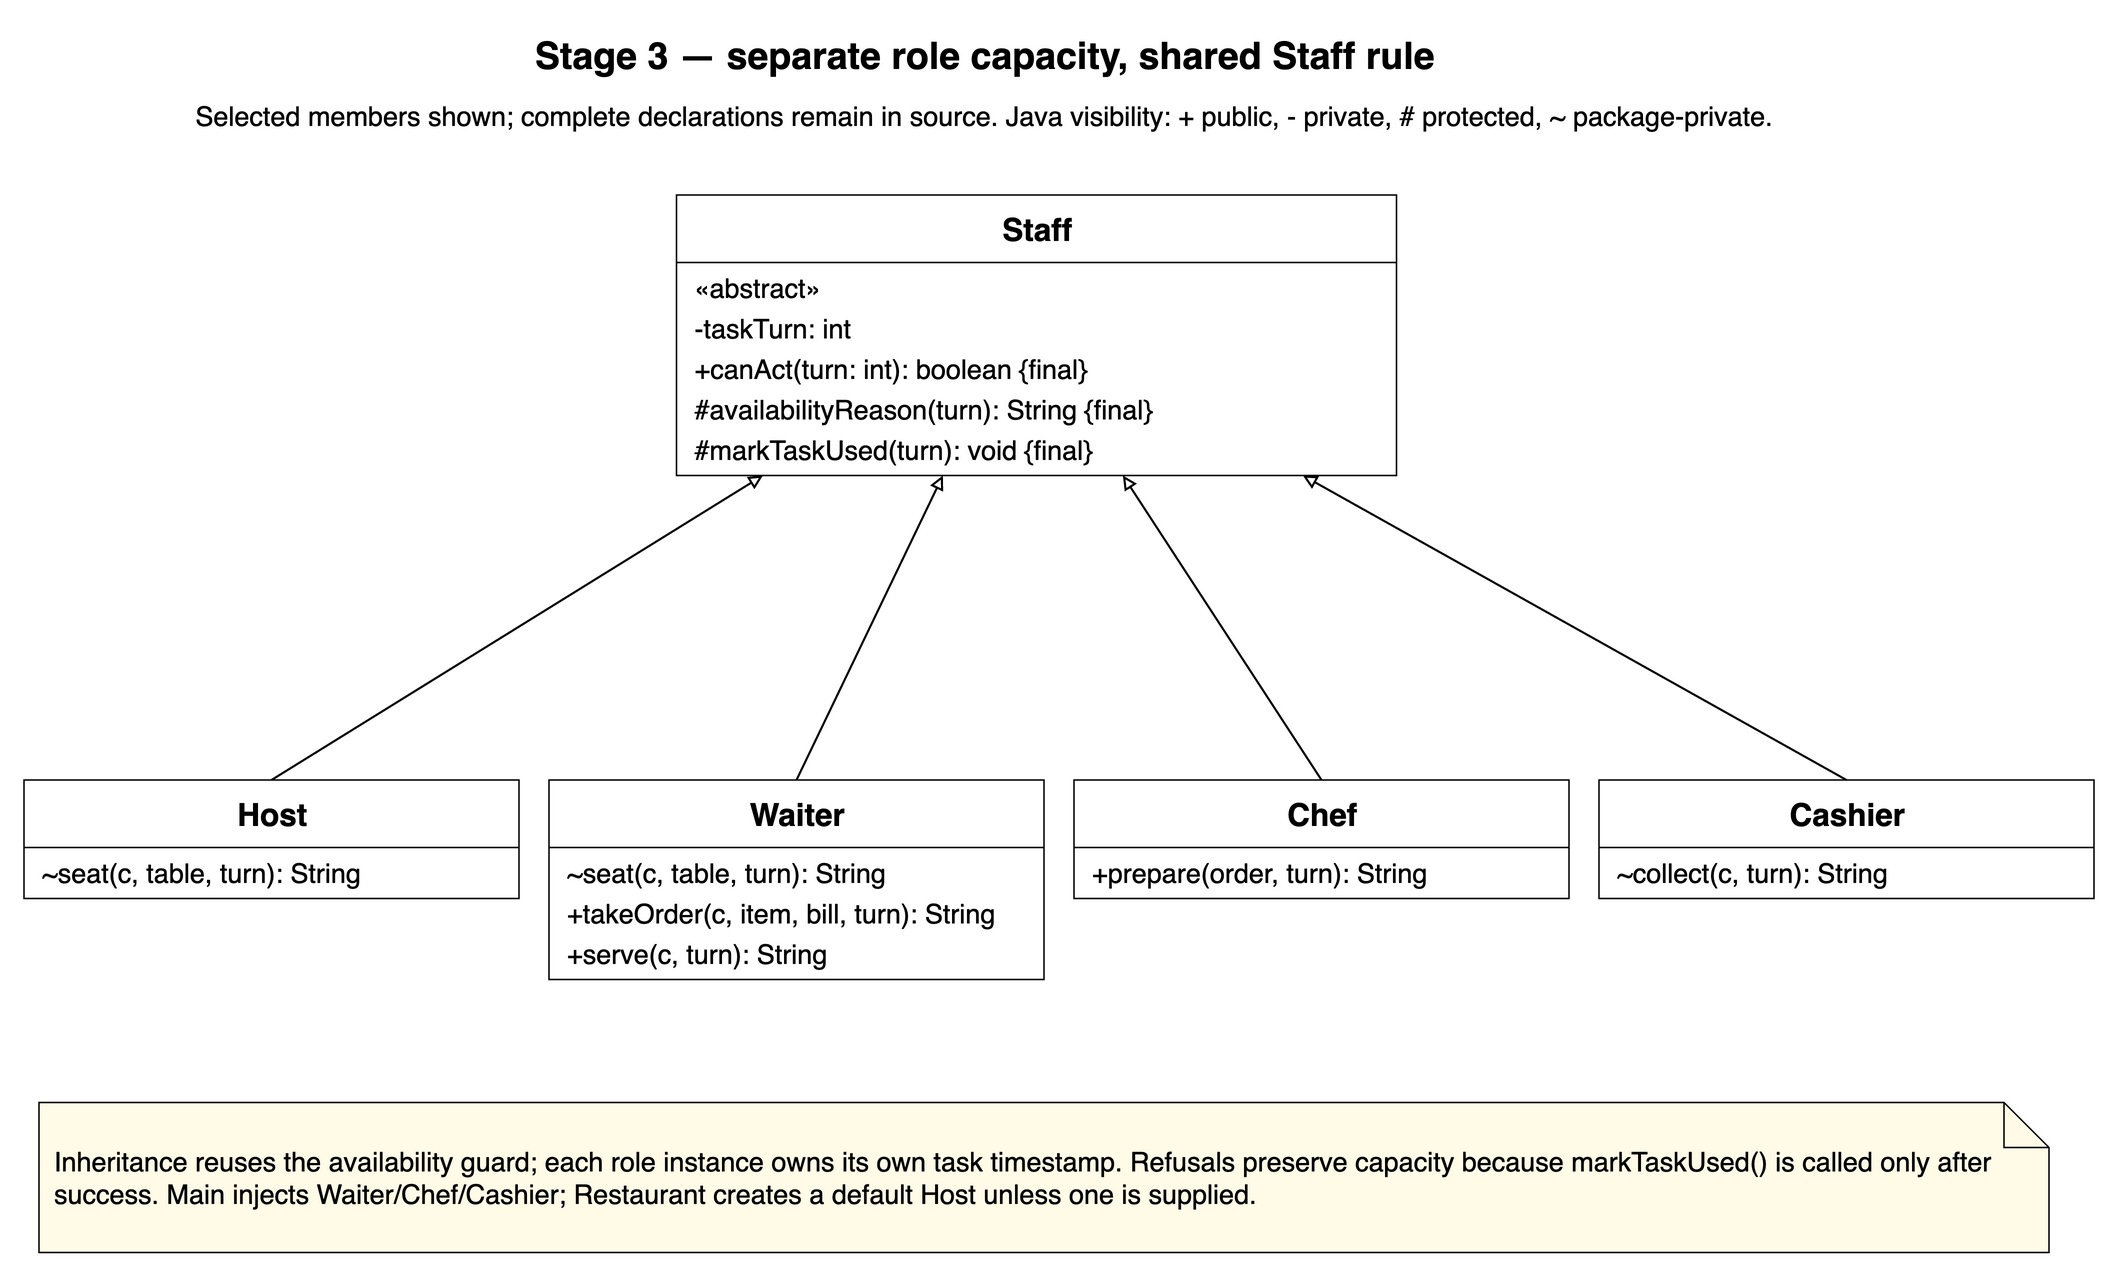 Stage 3 — separate role capacity, shared Staff rule
Selected members shown; complete declarations remain in source. Java visibility: + public, - private, # protected, ~ package-private.
Staff
«abstract»
-taskTurn: int
+canAct(turn: int): boolean {final}
#availabilityReason(turn): String {final}
#markTaskUsed(turn): void {final}
Host
~seat(c, table, turn): String
Waiter
~seat(c, table, turn): String
+takeOrder(c, item, bill, turn): String
+serve(c, turn): String
Chef
+prepare(order, turn): String
Cashier
~collect(c, turn): String
Inheritance reuses the availability guard; each role instance owns its own task timestamp. Refusals preserve capacity because markTaskUsed() is called only after
success. Main injects Waiter/Chef/Cashier; Restaurant creates a default Host unless one is supplied.